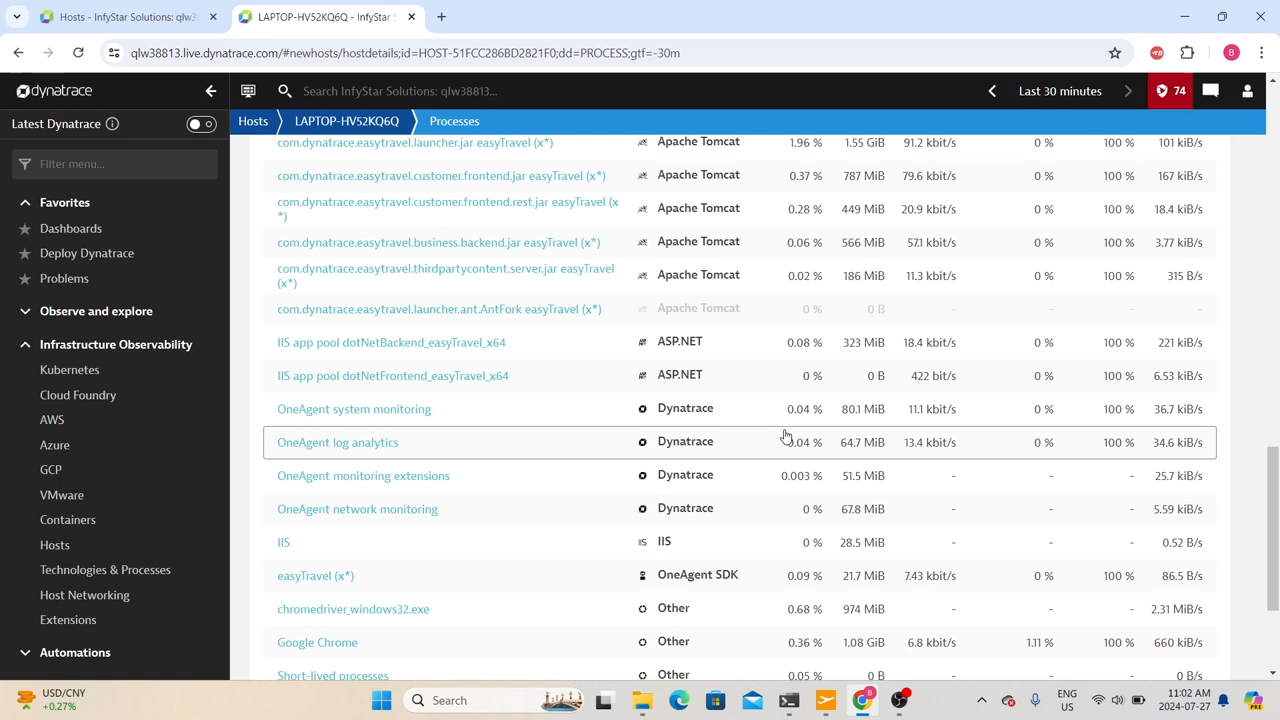 Hosts - InfyStar Solutions: qlw3
LAPTOP-HV52KQ6Q - InfyStar S
qlw38813.live.dynatrace.com/#newhosts/hostdetails;id=HOST-51FCC286BD2821F0;dd=PROCESS;gtf=-30m
B
dynatrace
Search InfyStar Solutions: qlw38813...
Last 30 minutes
74
Latest Dynatrace
Hosts
LAPTOP-HV52KQ6Q
Processes
Filter menu...
Favorites
Dashboards
Deploy Dynatrace
Problems
Observe and explore
Infrastructure Observability
Kubernetes
Cloud Foundry
AWS
Azure
GCP
VMware
Containers
Hosts
Technologies & Processes
Host Networking
Extensions
Automations
com.dynatrace.easytravel.launcher.jar easyTravel (x*) Apache Tomcat 1.96 % 1.55 GiB 91.2 kbit/s 0 % 100 % 101 kiB/s
com.dynatrace.easytravel.customer.frontend.jar easyTravel (x*) Apache Tomcat 0.37 % 787 MiB 79.6 kbit/s 0 % 100 % 167 kiB/s
com.dynatrace.easytravel.customer.frontend.rest.jar easyTravel (x
*) Apache Tomcat 0.28 % 449 MiB 20.9 kbit/s 0 % 100 % 18.4 kiB/s
com.dynatrace.easytravel.business.backend.jar easyTravel (x*) Apache Tomcat 0.06 % 566 MiB 57.1 kbit/s 0 % 100 % 3.77 kiB/s
com.dynatrace.easytravel.thirdpartycontent.server.jar easyTravel
(x*) Apache Tomcat 0.02 % 186 MiB 11.3 kbit/s 0 % 100 % 315 B/s
com.dynatrace.easytravel.launcher.ant.AntFork easyTravel (x*) Apache Tomcat 0 % 0 B - - - -
IIS app pool dotNetBackend_easyTravel_x64 ASP.NET 0.08 % 323 MiB 18.4 kbit/s 0 % 100 % 221 kiB/s
IIS app pool dotNetFrontend_easyTravel_x64 ASP.NET 0 % 0 B 422 bit/s 0 % 100 % 6.53 kiB/s
OneAgent system monitoring Dynatrace 0.04 % 80.1 MiB 11.1 kbit/s 0 % 100 % 36.7 kiB/s
OneAgent log analytics Dynatrace 0.04 % 64.7 MiB 13.4 kbit/s 0 % 100 % 34.6 kiB/s
OneAgent monitoring extensions Dynatrace 0.003 % 51.5 MiB - - - 25.7 kiB/s
OneAgent network monitoring Dynatrace 0 % 67.8 MiB - - - 5.59 kiB/s
IIS IIS 0 % 28.5 MiB - - - 0.52 B/s
easyTravel (x*) OneAgent SDK 0.09 % 21.7 MiB 7.43 kbit/s 0 % 100 % 86.5 B/s
chromedriver_windows32.exe Other 0.68 % 974 MiB - - - 2.31 MiB/s
Google Chrome Other 0.36 % 1.08 GiB 6.8 kbit/s 1.11 % 100 % 660 kiB/s
Short-lived processes Other 0.05 % 0 B - - - 0 B/s
USD/CNY
+0.27%
Search
ENG
US
11:02 AM
2024-07-27